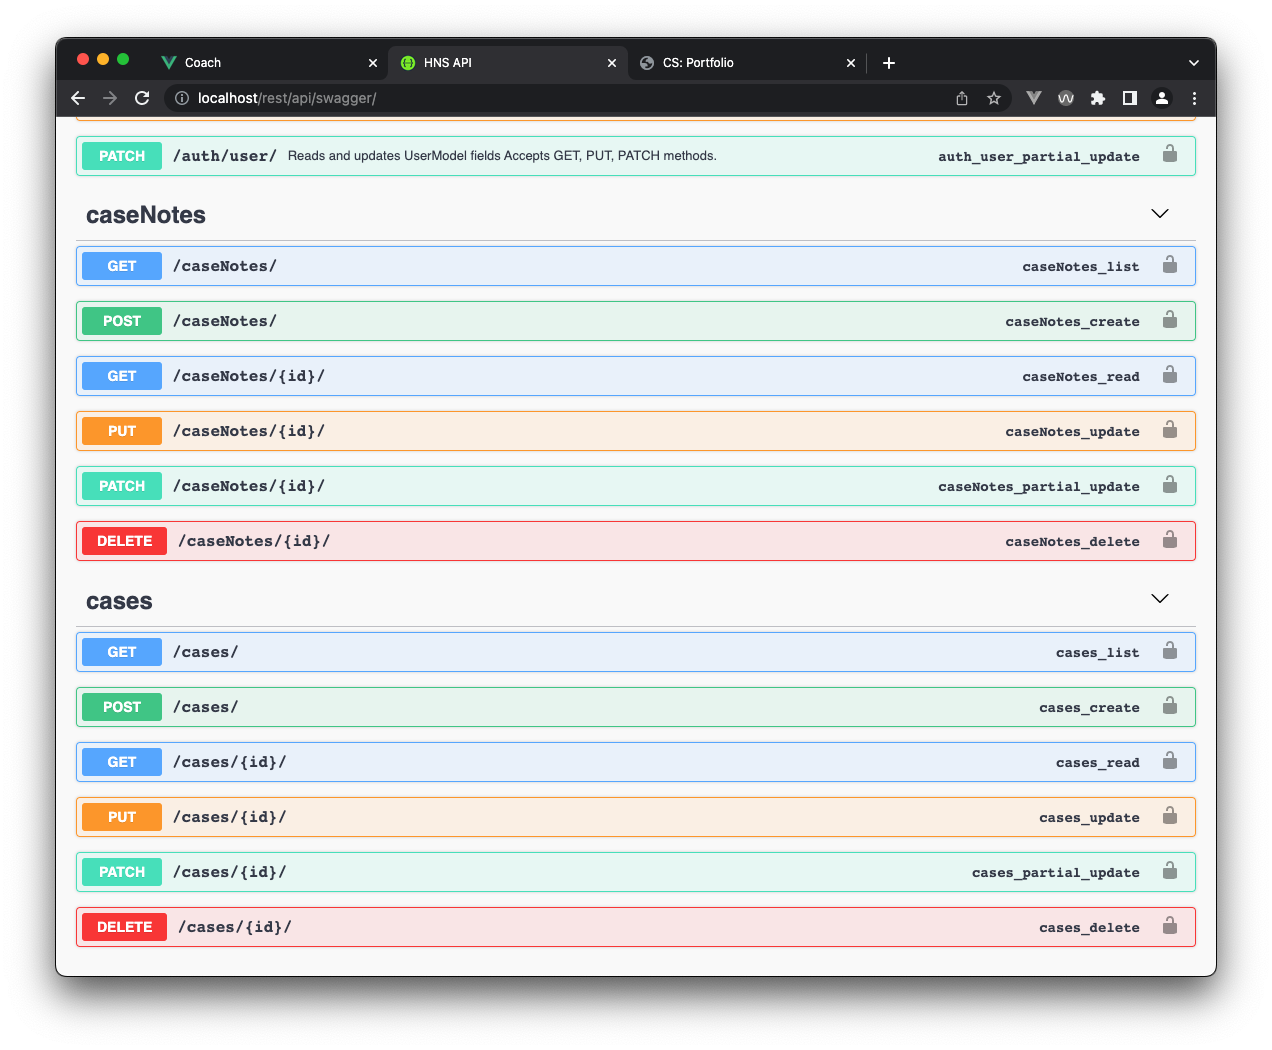 Coach
HNS API
CS: Portfolio
localhost/rest/api/swagger/
PATCH /auth/user/ Reads and updates UserModel fields Accepts GET, PUT, PATCH methods. auth_user_partial_update
caseNotes
GET /caseNotes/ caseNotes_list
POST /caseNotes/ caseNotes_create
GET /caseNotes/{id}/ caseNotes_read
PUT /caseNotes/{id}/ caseNotes_update
PATCH /caseNotes/{id}/ caseNotes_partial_update
DELETE /caseNotes/{id}/ caseNotes_delete
cases
GET /cases/ cases_list
POST /cases/ cases_create
GET /cases/{id}/ cases_read
PUT /cases/{id}/ cases_update
PATCH /cases/{id}/ cases_partial_update
DELETE /cases/{id}/ cases_delete